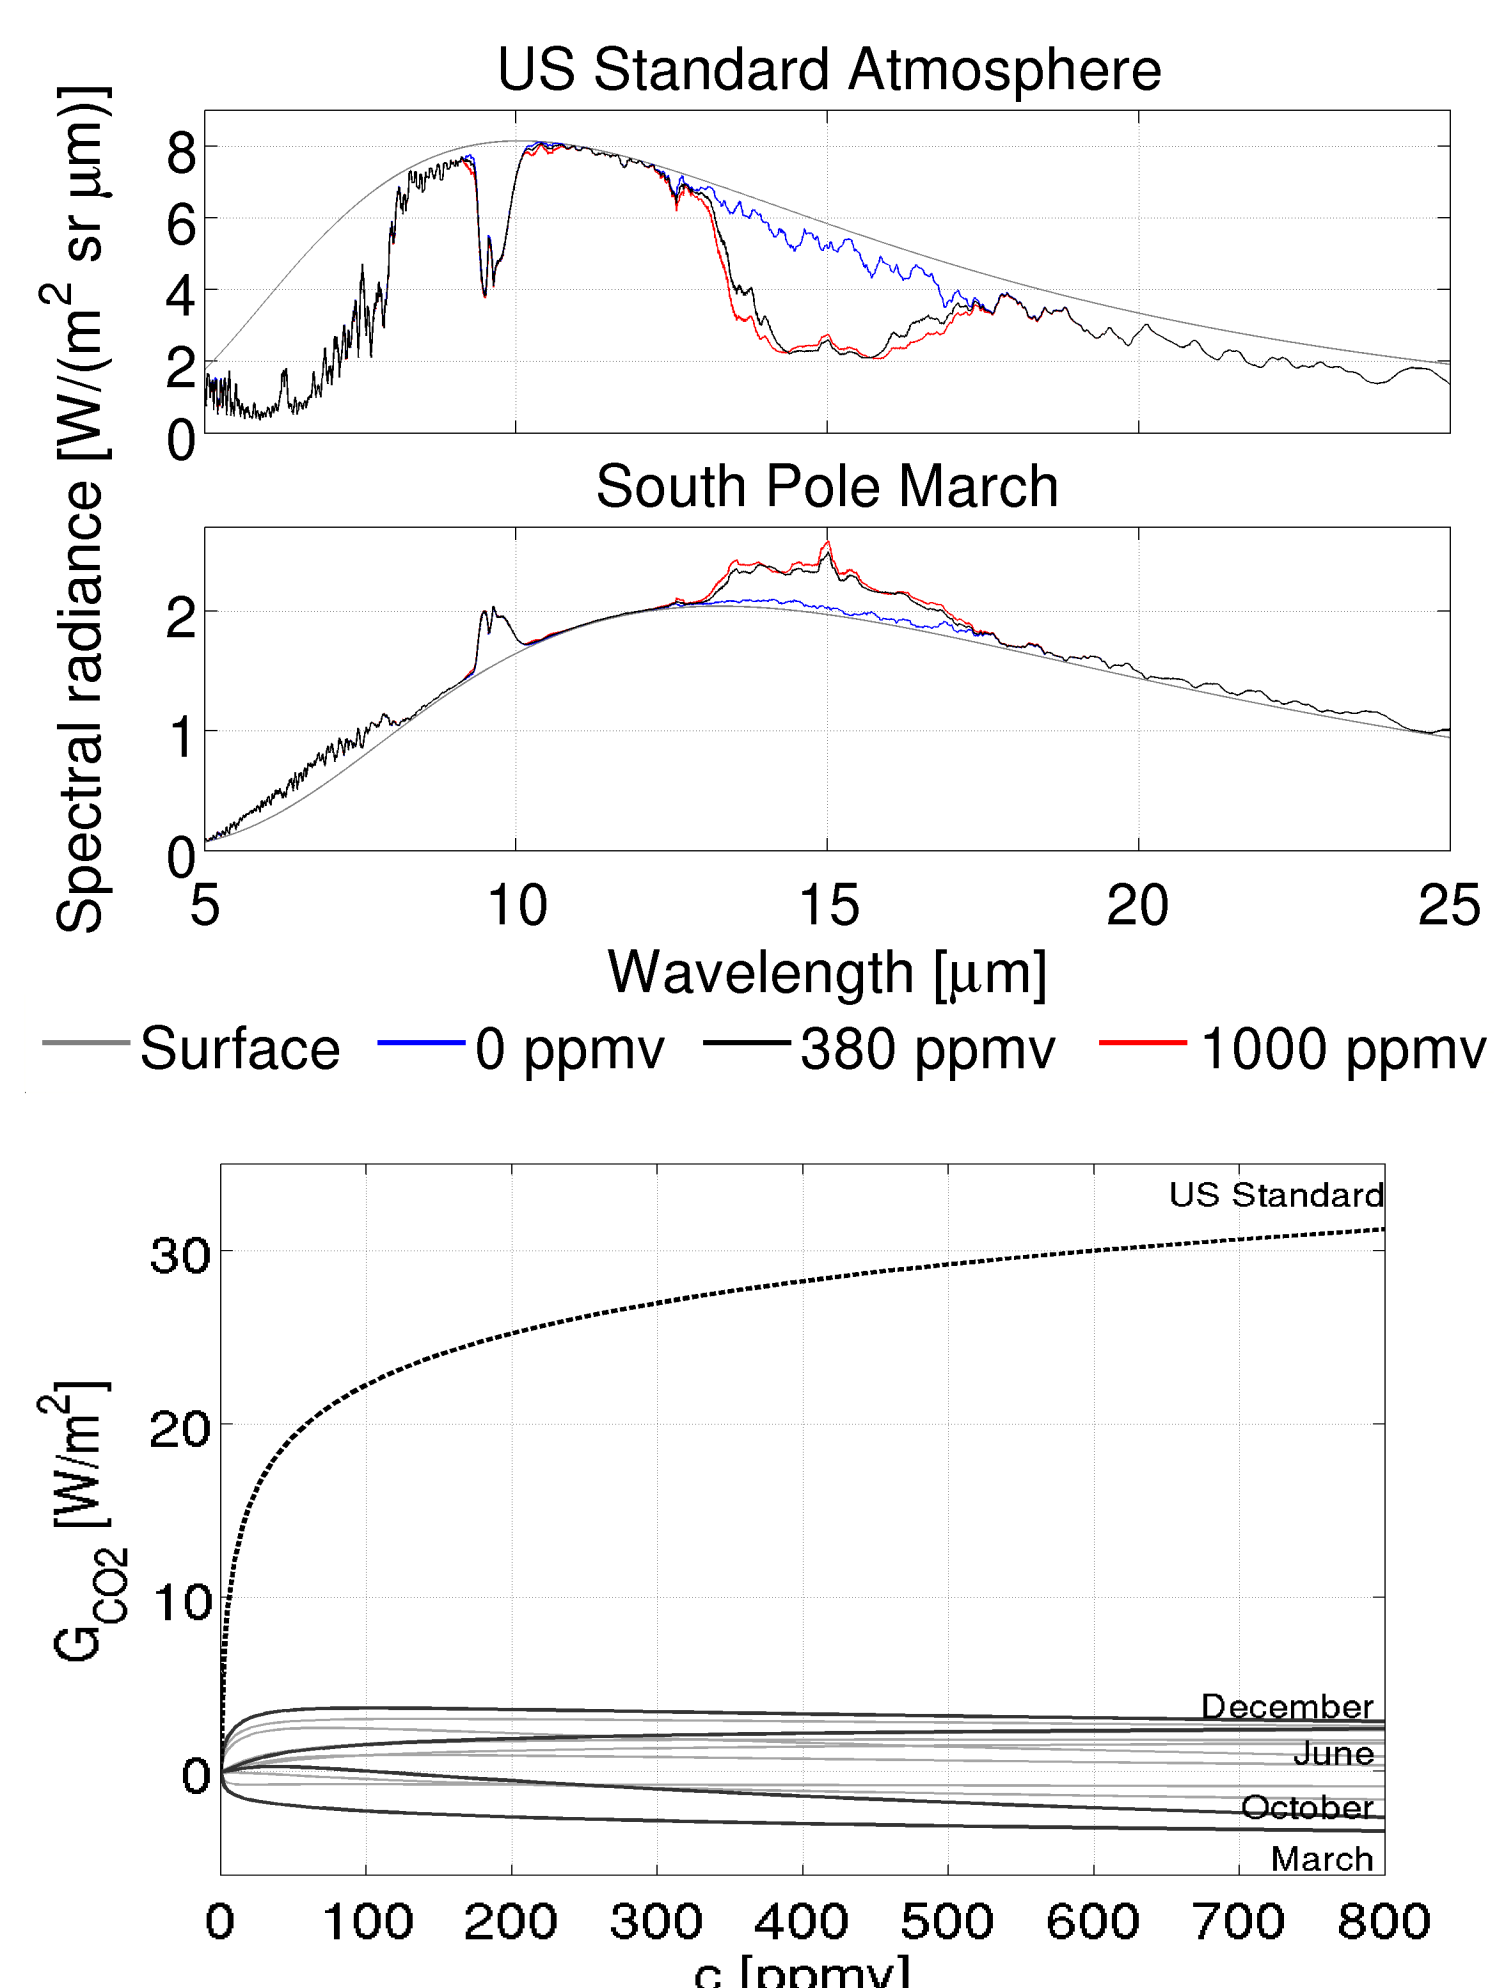 US Standard Atmosphere
Spectral radiance [W/(m2 sr μm)]
8
6
4
2
0
South Pole March
2
1
0
5 10 15 20 25
Wavelength [μm]
Surface 0 ppmv 380 ppmv 1000 ppmv
GCO2 [W/m2]
US Standard
30
20
10
0
December
June
October
March
0 100 200 300 400 500 600 700 800
c [ppmv]